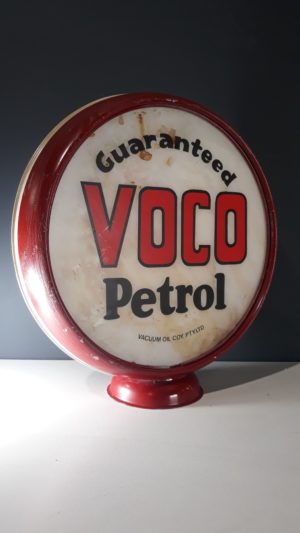 Guaranteed
VOCO
Petrol
VACUUM OIL COY. PTY. LTD